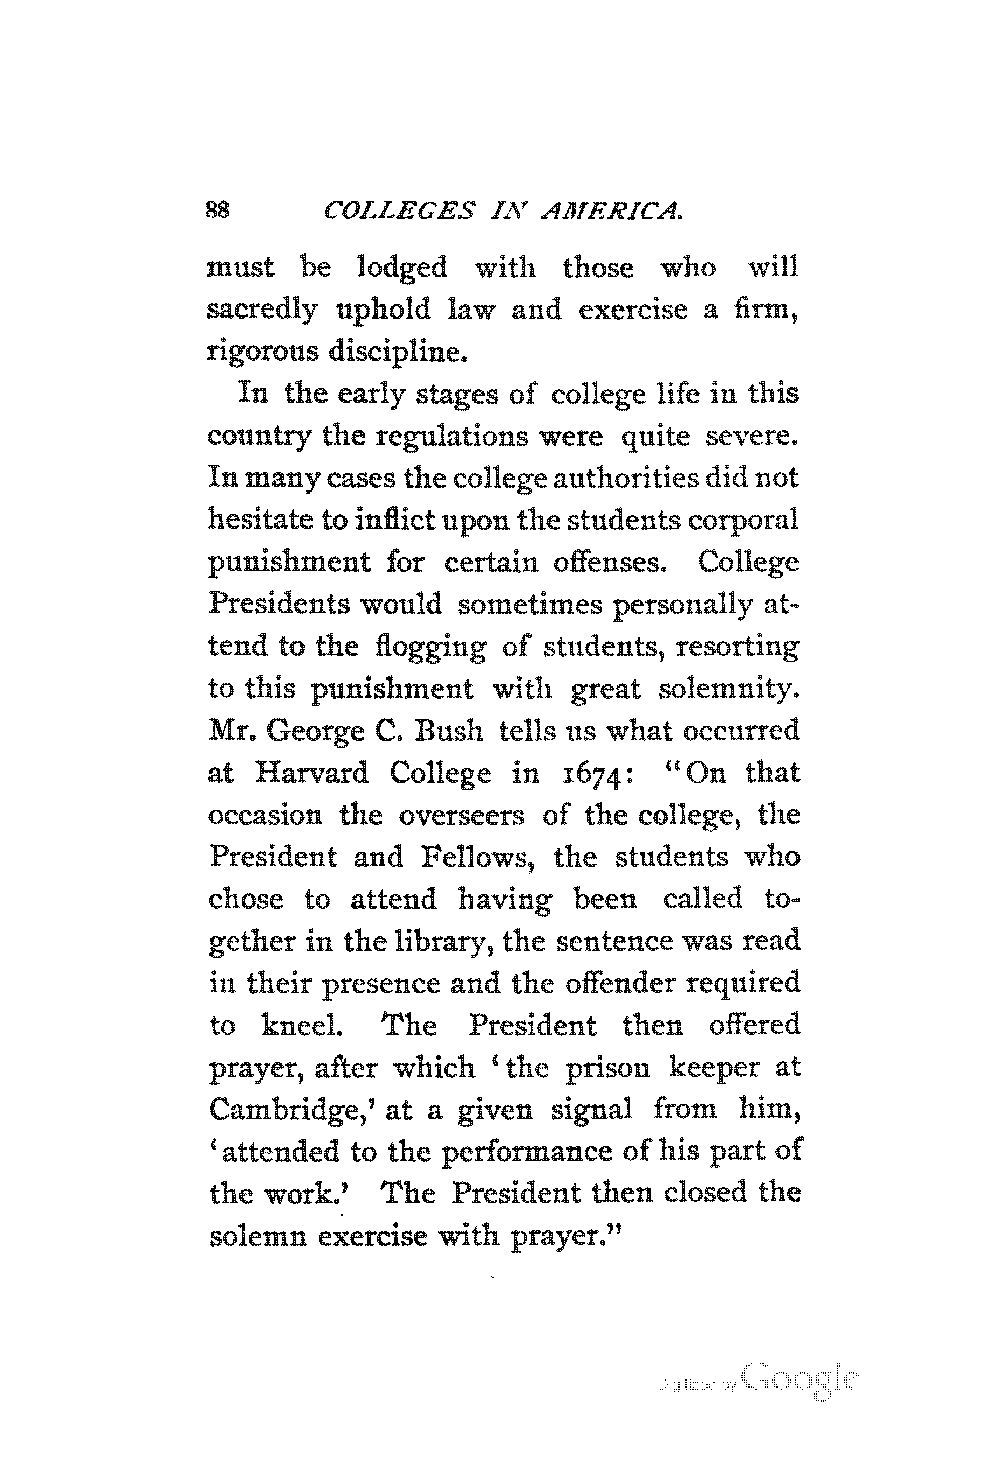 88 COLLEGES IN AMERICA.
must be lodged with those who will
sacredly uphold law and exercise a firm,
rigorous discipline.
In the early stages of college life in this
country the regulations were quite severe.
In many cases the college authorities did not
hesitate to inflict upon the students corporal
punishment for certain offenses. College
Presidents would sometimes personally at-
tend to the flogging of students, resorting
to this punishment with great solemnity.
Mr. George C. Bush tells us what occurred
at Harvard College in 1674: “On that
occasion the overseers of the college, the
President and Fellows, the students who
chose to attend having been called to-
gether in the library, the sentence was read
in their presence and the offender required
to kneel. The President then offered
prayer, after which ‘the prison keeper at
Cambridge,’ at a given signal from him,
‘attended to the performance of his part of
the work.’ The President then closed the
solemn exercise with prayer.”
Digitized by Google